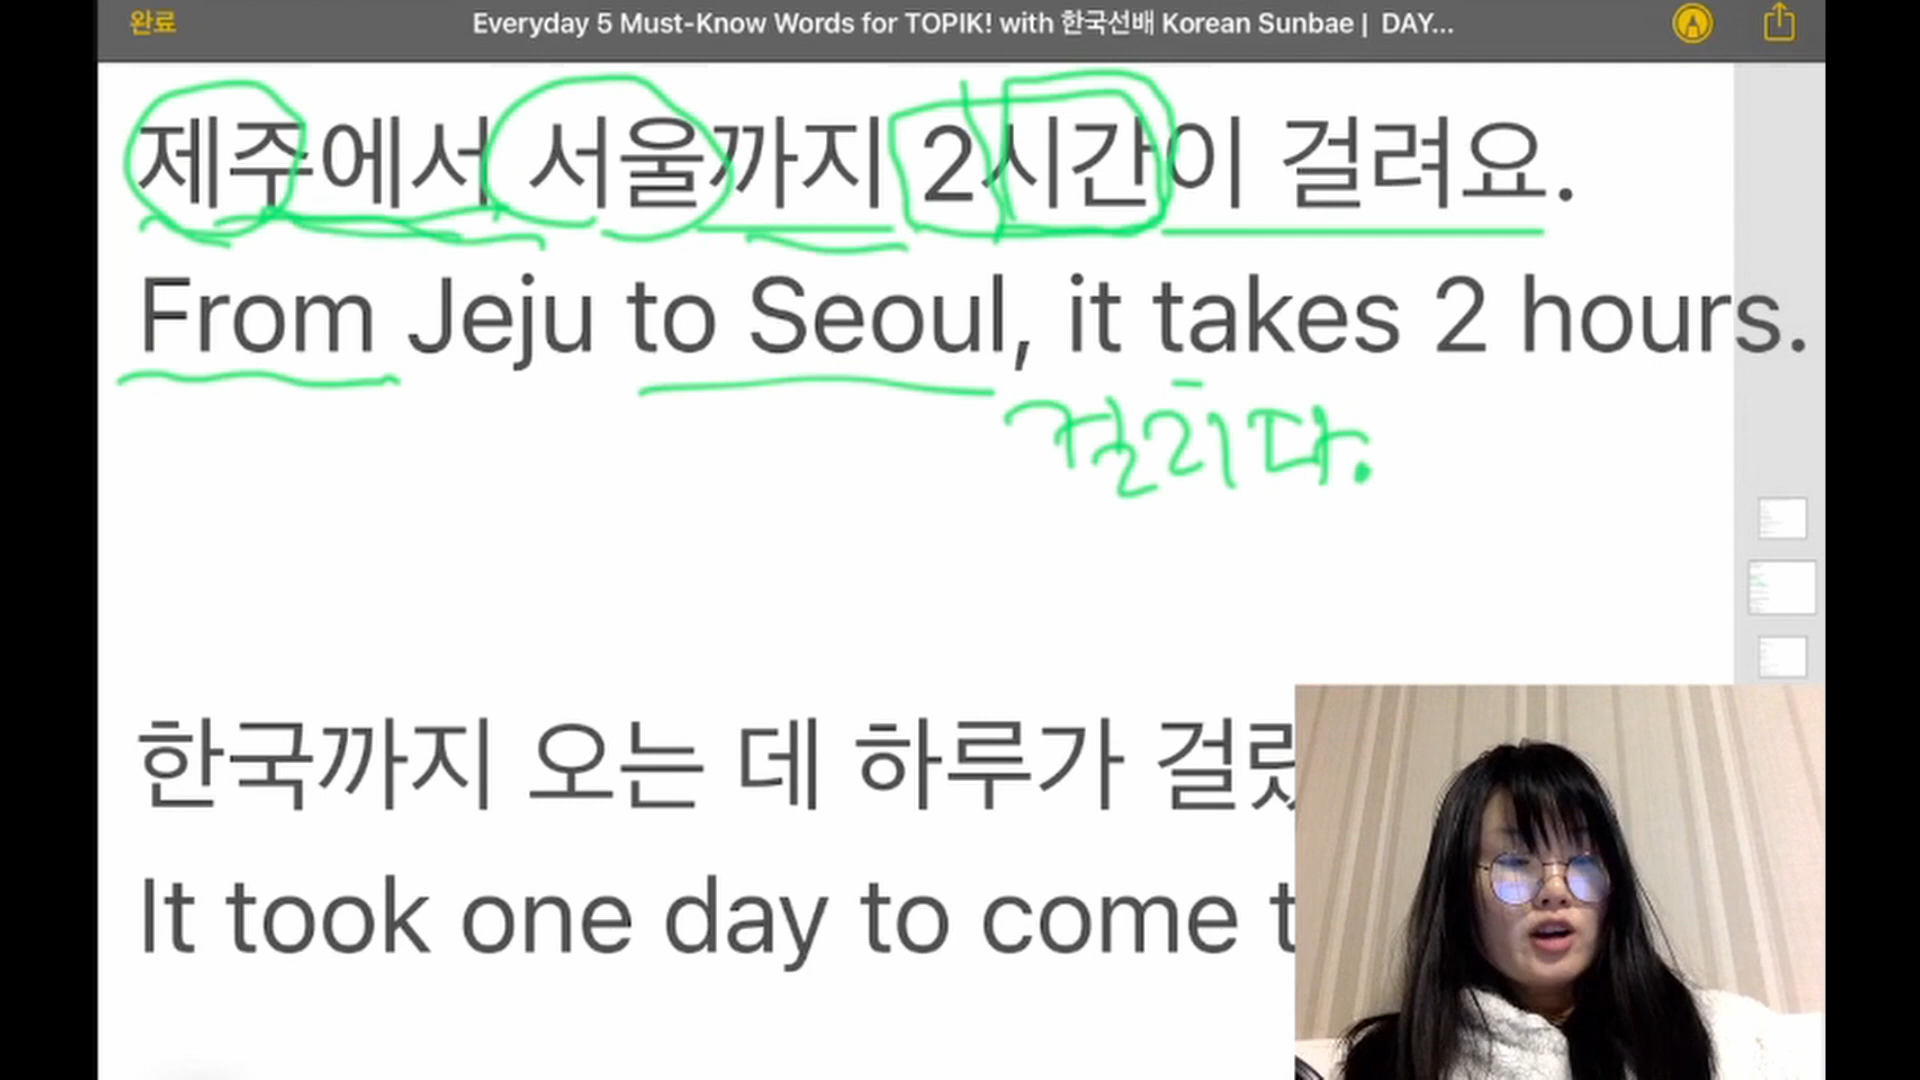 완료 Everyday 5 Must-Know Words for TOPIK! with 한국선배 Korean Sunbae | DAY...
제주에서 서울까지 2시간이 걸려요.
From Jeju to Seoul, it takes 2 hours.
걸리다.
한국까지 오는 데 하루가
It took one day to come